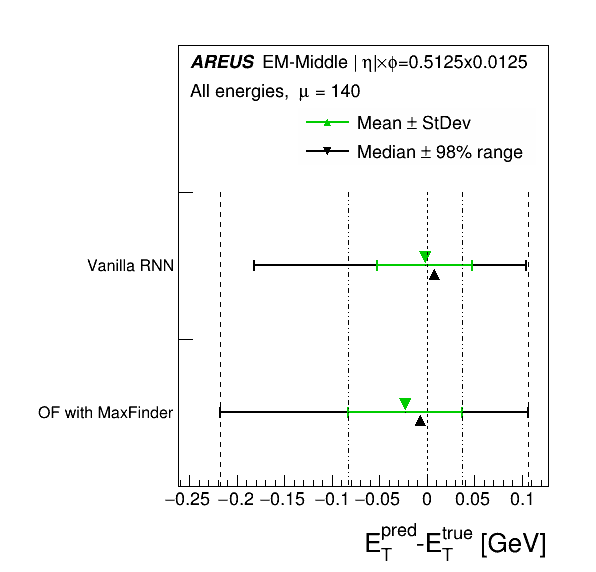 AREUS EM-Middle | η|×ϕ=0.5125x0.0125
All energies, μ = 140
Mean ± StDev
Median ± 98% range
Vanilla RNN
OF with MaxFinder
−0.25 −0.2 −0.15 −0.1 −0.05 0 0.05 0.1
E_T^pred-E_T^true [GeV]